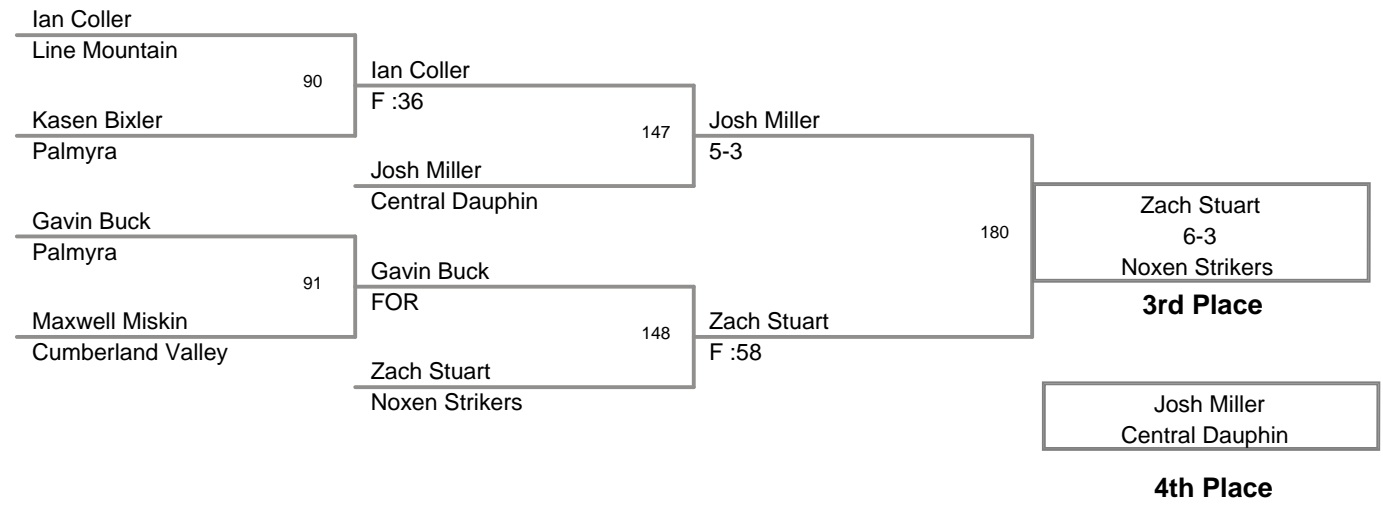 Ian Coller
Line Mountain
90
Kasen Bixler
Palmyra
Gavin Buck
Palmyra
91
Maxwell Miskin
Cumberland Valley
Ian Coller
F :36
147
Josh Miller
Central Dauphin
Gavin Buck
FOR
148
Zach Stuart
Noxen Strikers
Josh Miller
5-3
180
Zach Stuart
F :58
Zach Stuart
6-3
Noxen Strikers
3rd Place
Josh Miller
Central Dauphin
4th Place